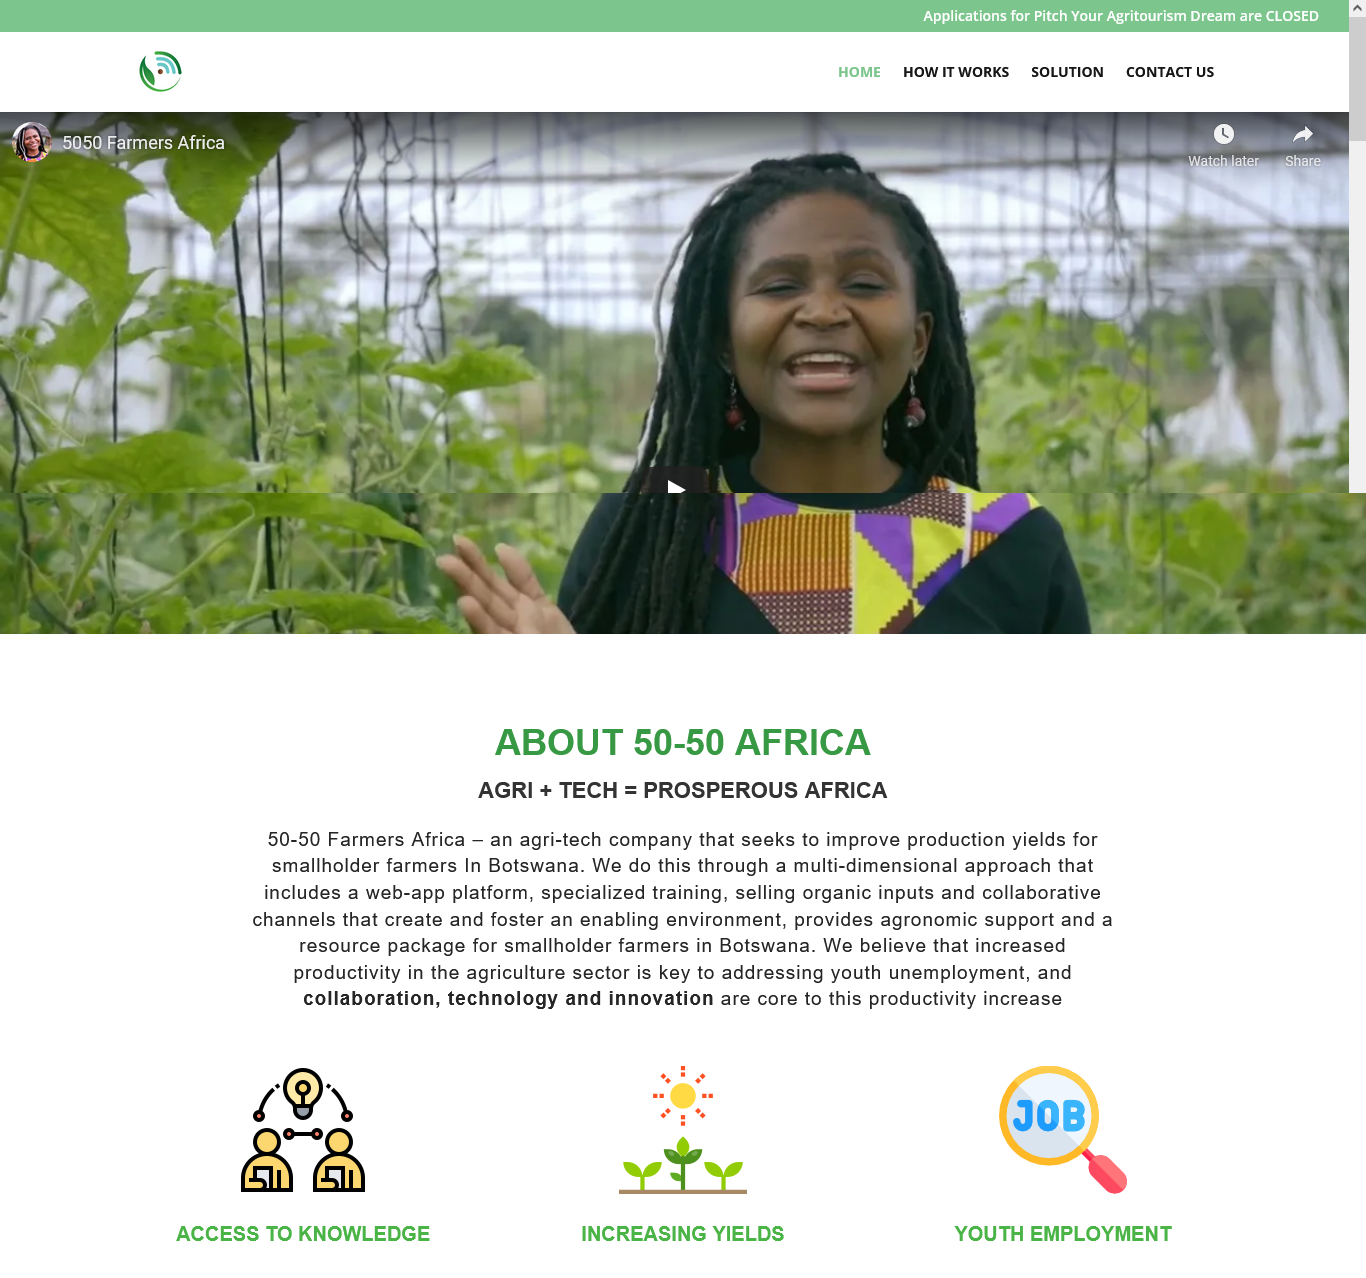 Applications for Pitch Your Agritourism Dream are CLOSED
HOME HOW IT WORKS SOLUTION CONTACT US
5050 Farmers Africa
Watch later Share
ABOUT 50-50 AFRICA
AGRI + TECH = PROSPEROUS AFRICA
50-50 Farmers Africa – an agri-tech company that seeks to improve production yields for
smallholder farmers In Botswana. We do this through a multi-dimensional approach that
includes a web-app platform, specialized training, selling organic inputs and collaborative
channels that create and foster an enabling environment, provides agronomic support and a
resource package for smallholder farmers in Botswana. We believe that increased
productivity in the agriculture sector is key to addressing youth unemployment, and
collaboration, technology and innovation are core to this productivity increase
JOB
ACCESS TO KNOWLEDGE INCREASING YIELDS YOUTH EMPLOYMENT